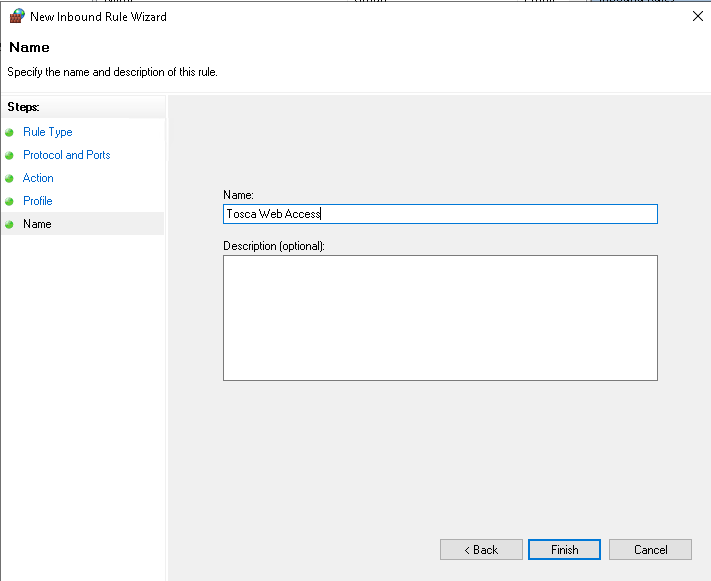 New Inbound Rule Wizard
Name
Specify the name and description of this rule.
Steps:
Rule Type
Protocol and Ports
Action
Profile
Name
Name:
Tosca Web Access
Description (optional):
< Back
Finish
Cancel